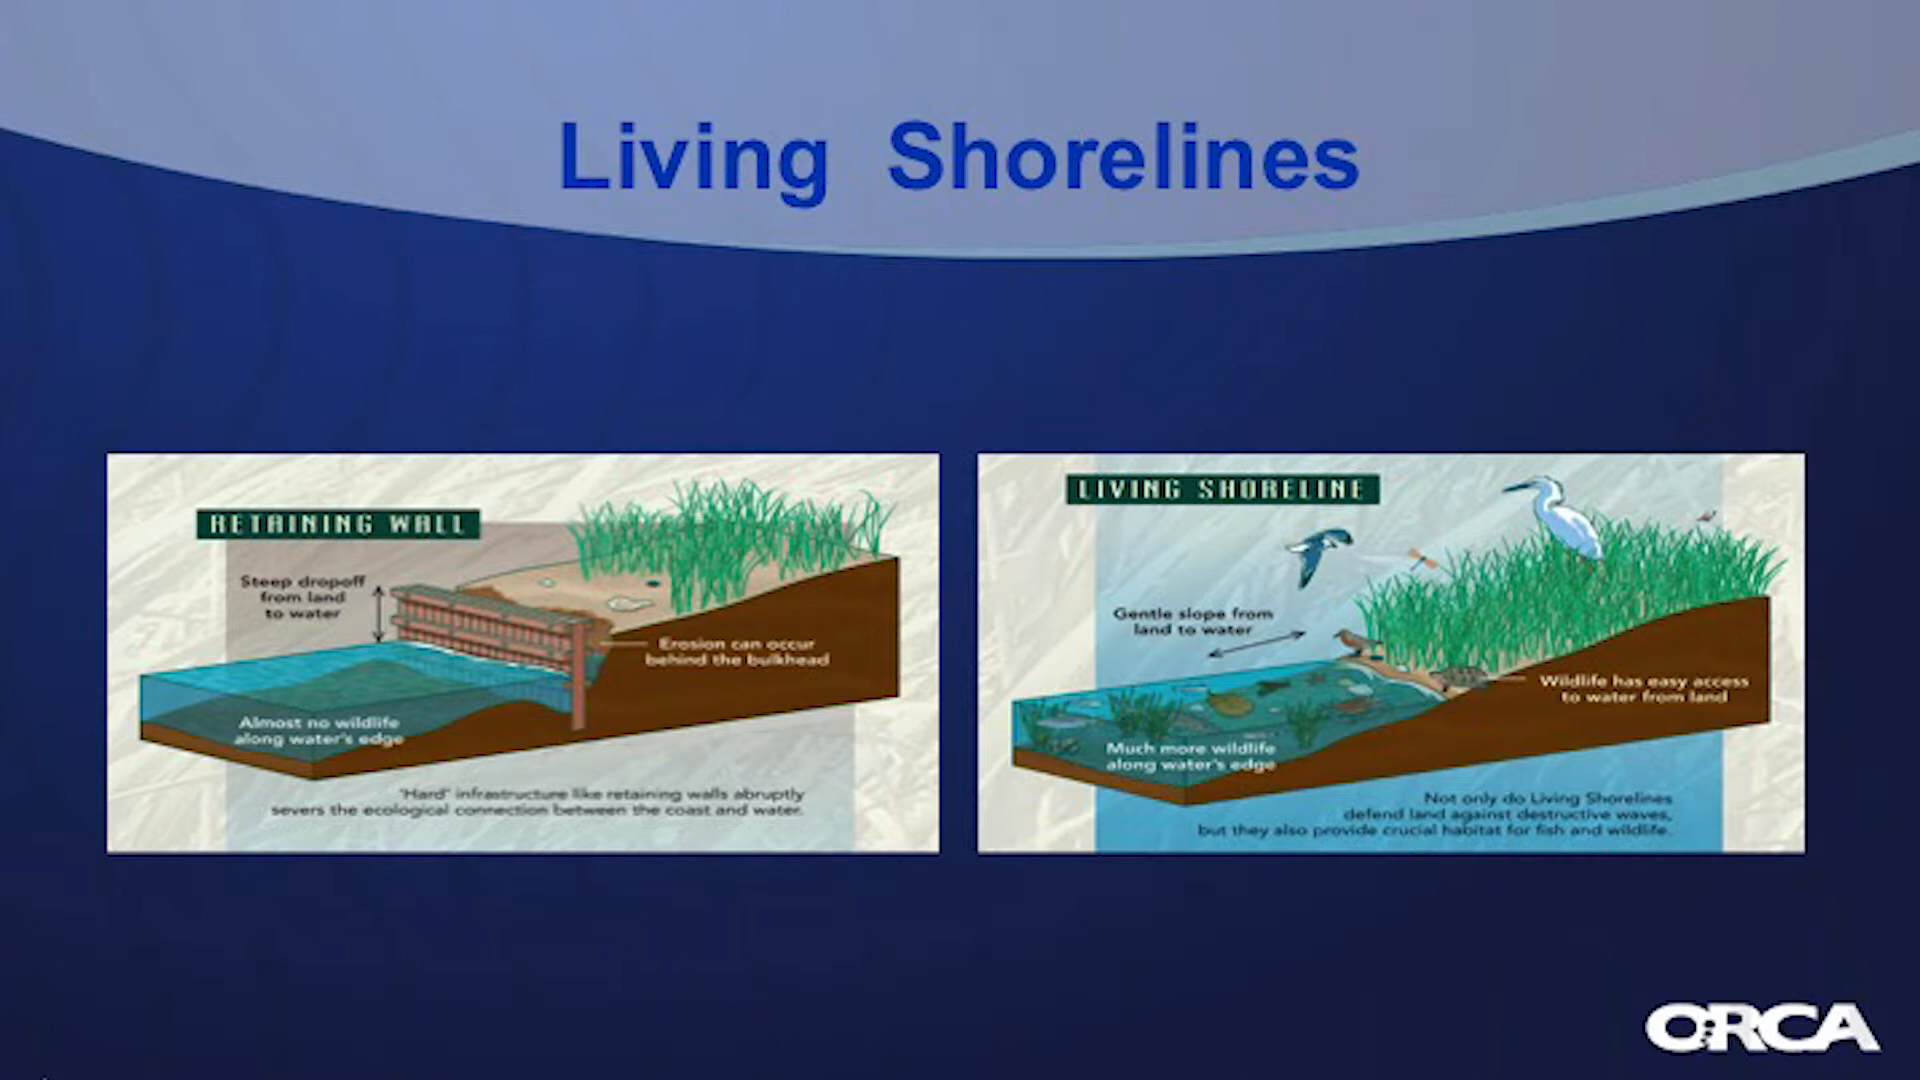 Living Shorelines
RETAINING WALL
Steep dropoff
from land
to water
Erosion can occur
behind the bulkhead
Almost no wildlife
along water's edge
'Hard' infrastructure like retaining walls abruptly
severs the ecological connection between the coast and water.
LIVING SHORELINE
Gentle slope from
land to water
Wildlife has easy access
to water from land
Much more wildlife
along water's edge
Not only do Living Shorelines
defend land against destructive waves,
but they also provide crucial habitat for fish and wildlife.
ORCA